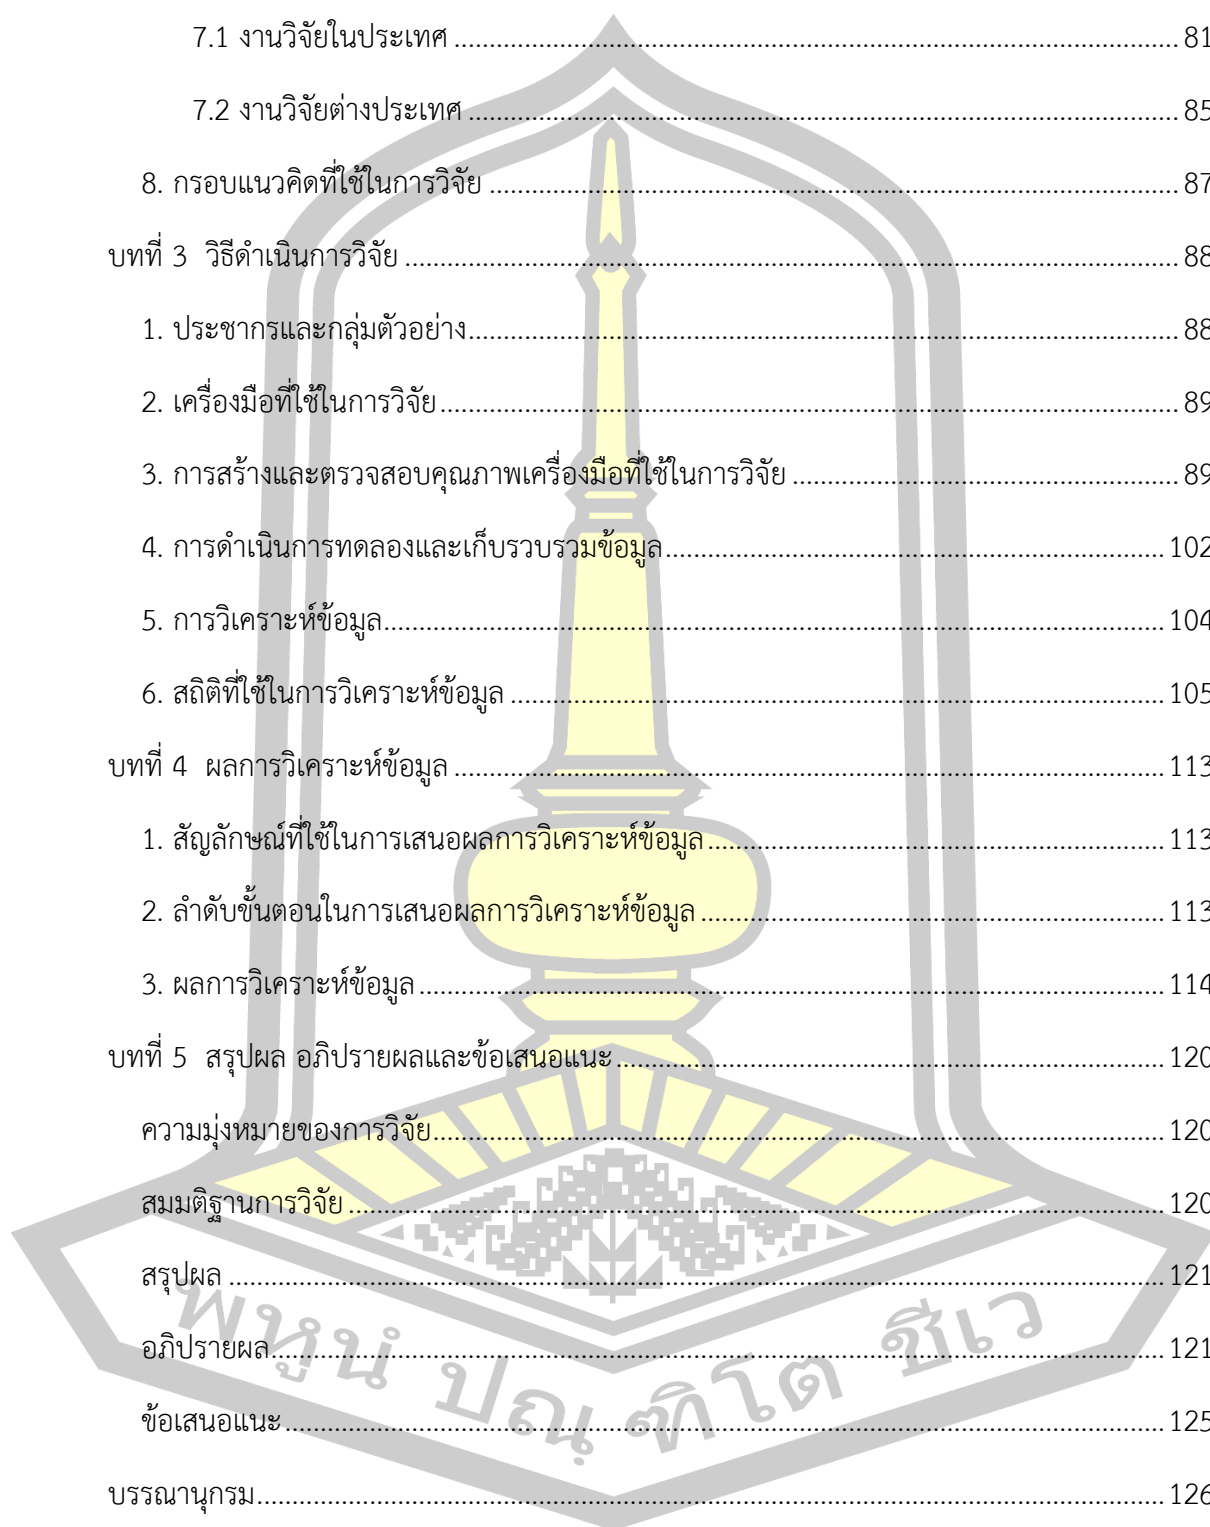 7.1 งานวิจัยในประเทศ ........ 81
7.2 งานวิจัยต่างประเทศ ........ 85
8. กรอบแนวคิดที่ใช้ในการวิจัย ........ 87
บทที่ 3 วิธีดำเนินการวิจัย ........ 88
1. ประชากรและกลุ่มตัวอย่าง ........ 88
2. เครื่องมือที่ใช้ในการวิจัย ........ 89
3. การสร้างและตรวจสอบคุณภาพเครื่องมือที่ใช้ในการวิจัย ........ 89
4. การดำเนินการทดลองและเก็บรวบรวมข้อมูล ........ 102
5. การวิเคราะห์ข้อมูล ........ 104
6. สถิติที่ใช้ในการวิเคราะห์ข้อมูล ........ 105
บทที่ 4 ผลการวิเคราะห์ข้อมูล ........ 113
1. สัญลักษณ์ที่ใช้ในการเสนอผลการวิเคราะห์ข้อมูล ........ 113
2. ลำดับขั้นตอนในการเสนอผลการวิเคราะห์ข้อมูล ........ 113
3. ผลการวิเคราะห์ข้อมูล ........ 114
บทที่ 5 สรุปผล อภิปรายผลและข้อเสนอแนะ ........ 120
ความมุ่งหมายของการวิจัย ........ 120
สมมติฐานการวิจัย ........ 120
สรุปผล ........ 121
อภิปรายผล ........ 121
ข้อเสนอแนะ ........ 125
บรรณานุกรม ........ 126
พหูนํ ปณฺ ฑิโต ชีเว